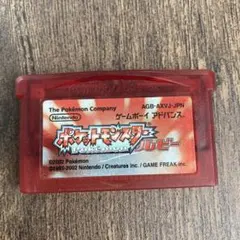 The Pokémon Company
AGB-AXVJ-JPN
Nintendo
ゲームボーイ アドバンス
ポケットモンスター
ルビー
©2002 Pokémon
©1995-2002 Nintendo / Creatures inc. / GAME FREAK inc.